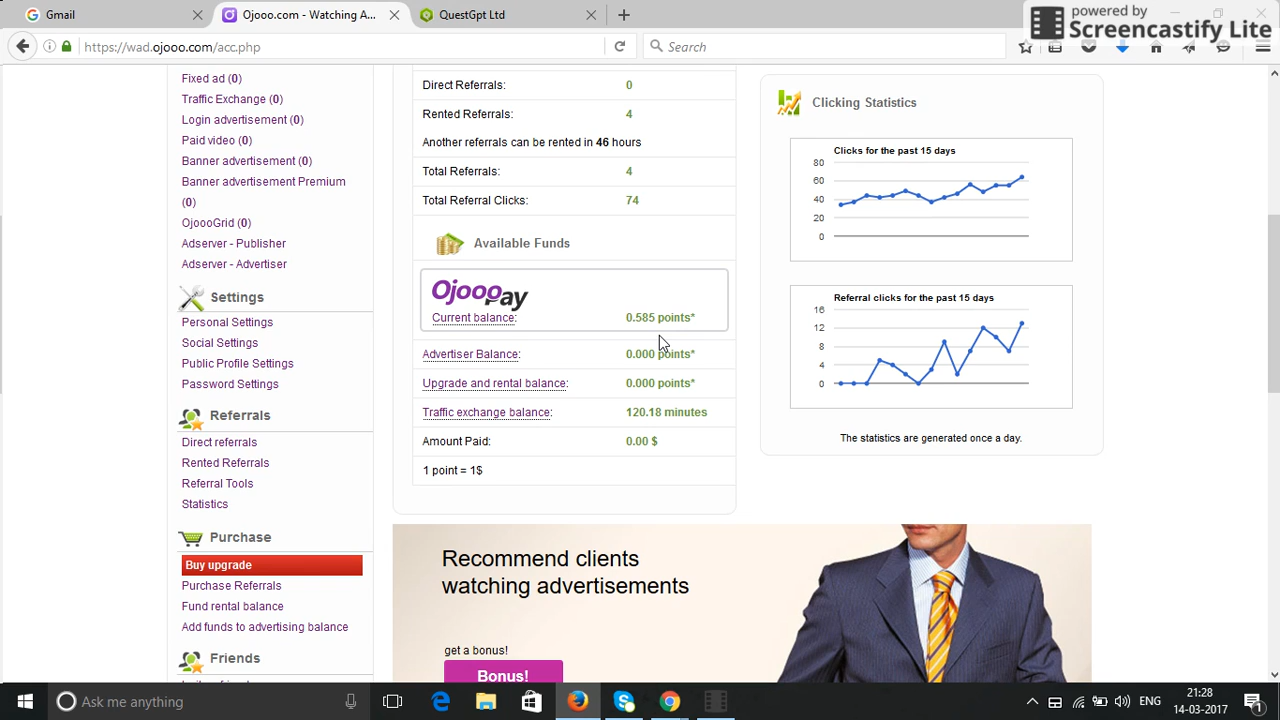 Gmail
Ojooo.com - Watching A...
QuestGpt Ltd
powered by
Screencastify Lite
https://wad.ojooo.com/acc.php
Search
Fixed ad (0)
Traffic Exchange (0)
Login advertisement (0)
Paid video (0)
Banner advertisement (0)
Banner advertisement Premium
(0)
OjoooGrid (0)
Adserver - Publisher
Adserver - Advertiser
Settings
Personal Settings
Social Settings
Public Profile Settings
Password Settings
Referrals
Direct referrals
Rented Referrals
Referral Tools
Statistics
Purchase
Buy upgrade
Purchase Referrals
Fund rental balance
Add funds to advertising balance
Friends
Direct Referrals: 0
Rented Referrals: 4
Another referrals can be rented in 46 hours
Total Referrals: 4
Total Referral Clicks: 74
Available Funds
Ojooopay
Current balance: 0.585 points*
Advertiser Balance: 0.000 points*
Upgrade and rental balance: 0.000 points*
Traffic exchange balance: 120.18 minutes
Amount Paid: 0.00 $
1 point = 1$
Clicking Statistics
Clicks for the past 15 days
80
60
40
20
0
Referral clicks for the past 15 days
16
12
8
4
0
The statistics are generated once a day.
Recommend clients
watching advertisements
get a bonus!
Bonus!
Ask me anything
ENG
21:28
14-03-2017
1